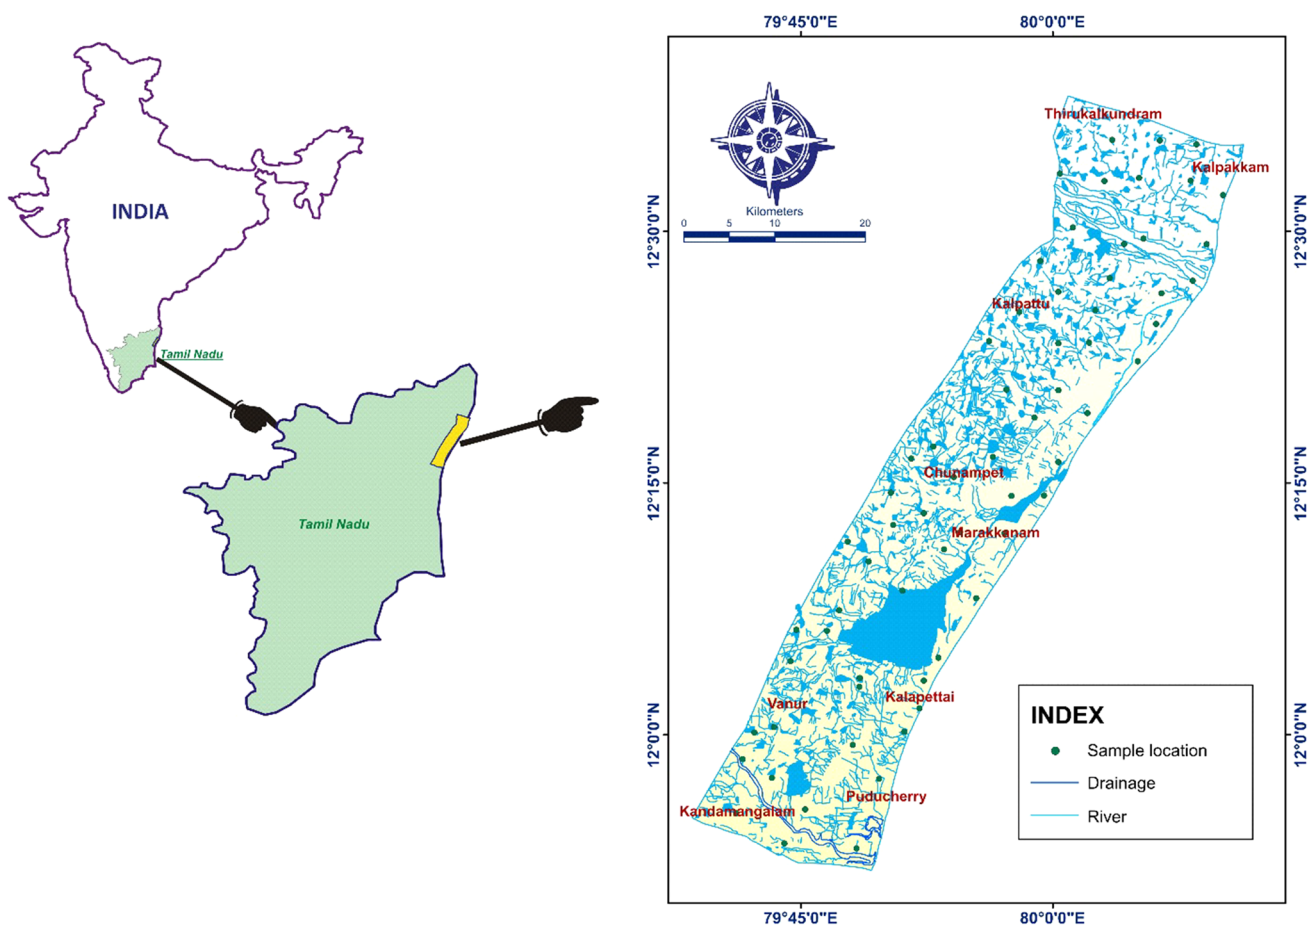 INDIA
Tamil Nadu
Tamil Nadu
79°45'0"E
80°0'0"E
Kilometers
0 5 10 20
12°30'0"N
12°30'0"N
12°15'0"N
12°15'0"N
12°0'0"N
12°0'0"N
Thirukalkundram
Kalpakkam
Kalpattu
Chunampet
Marakkanam
Kalapettai
Vanur
Puducherry
Kandamangalam
INDEX
Sample location
Drainage
River
79°45'0"E
80°0'0"E